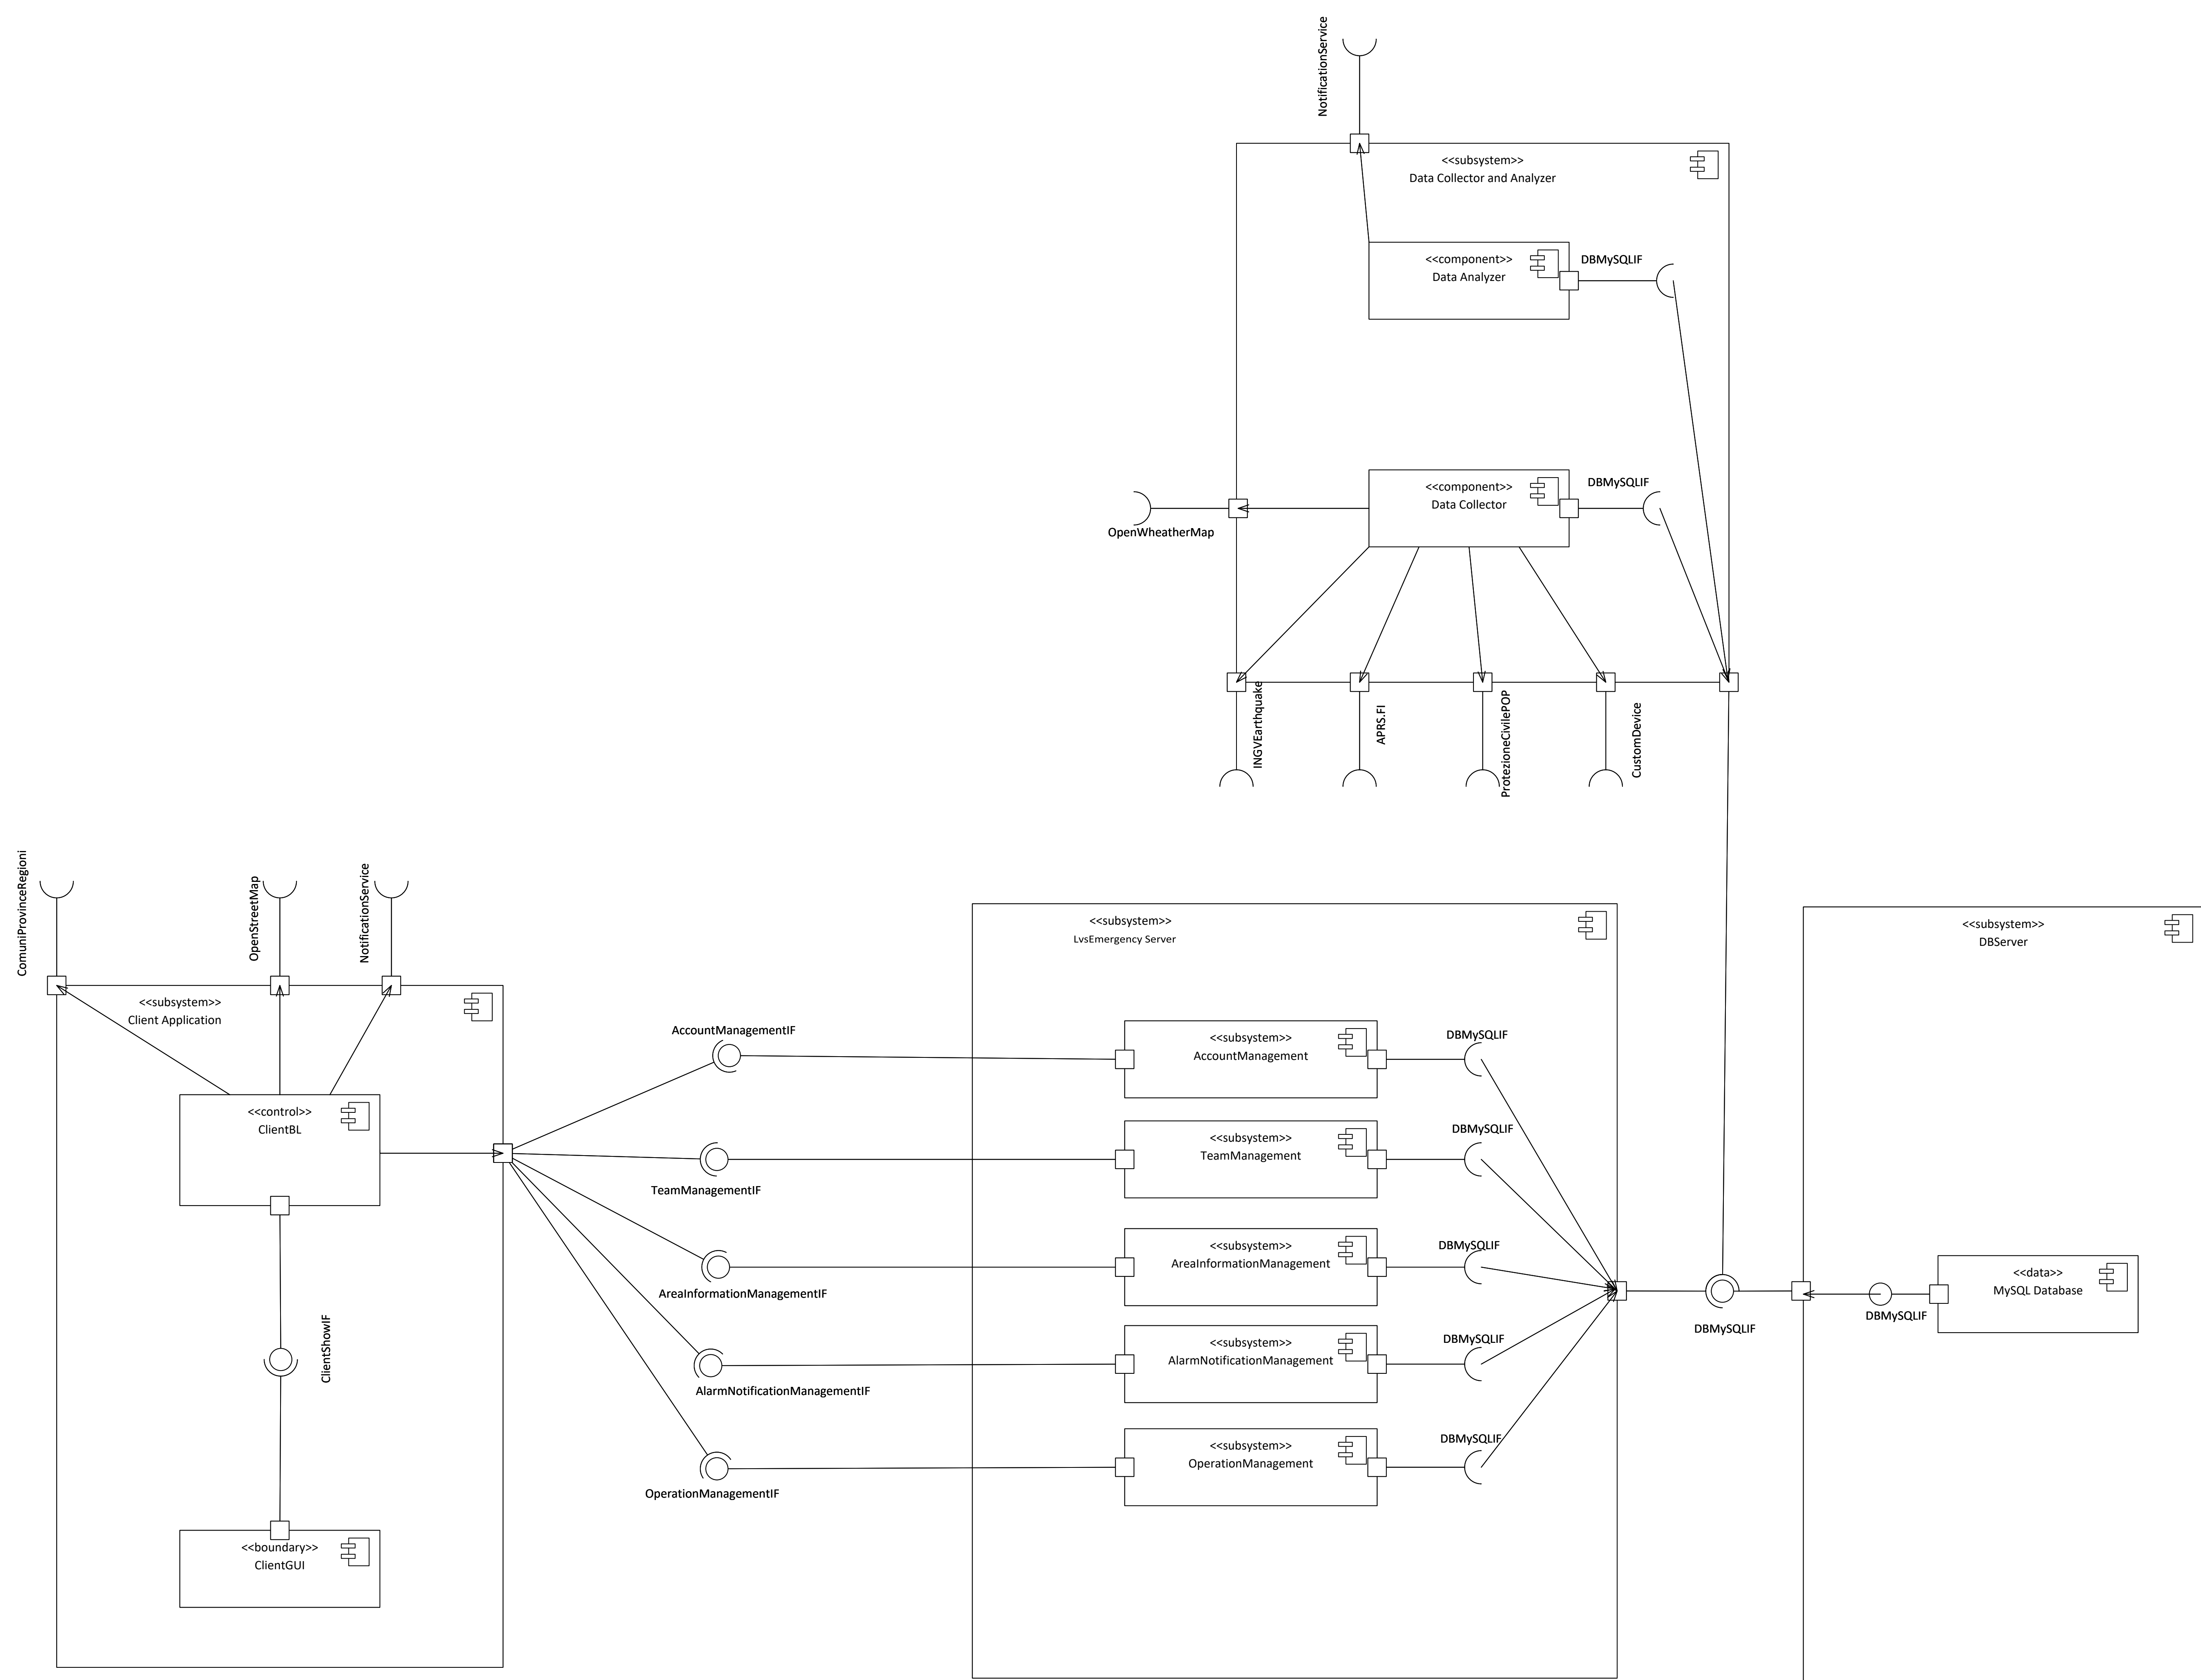 NotificationService
<<subsystem>>
Data Collector and Analyzer
<<component>>
Data Analyzer
DBMySQLIF
<<component>>
Data Collector
DBMySQLIF
OpenWheatherMap
INGVEarthquake
APRS.FI
ProtezioneCivilePOP
CustomDevice
ComuniProvinceRegioni
OpenStreetMap
NotificationService
<<subsystem>>
Client Application
<<control>>
ClientBL
ClientShowIF
<<boundary>>
ClientGUI
AccountManagementIF
TeamManagementIF
AreaInformationManagementIF
AlarmNotificationManagementIF
OperationManagementIF
<<subsystem>>
LvsEmergency Server
<<subsystem>>
AccountManagement
DBMySQLIF
<<subsystem>>
TeamManagement
DBMySQLIF
<<subsystem>>
AreaInformationManagement
DBMySQLIF
<<subsystem>>
AlarmNotificationManagement
DBMySQLIF
<<subsystem>>
OperationManagement
DBMySQLIF
DBMySQLIF
<<subsystem>>
DBServer
DBMySQLIF
<<data>>
MySQL Database